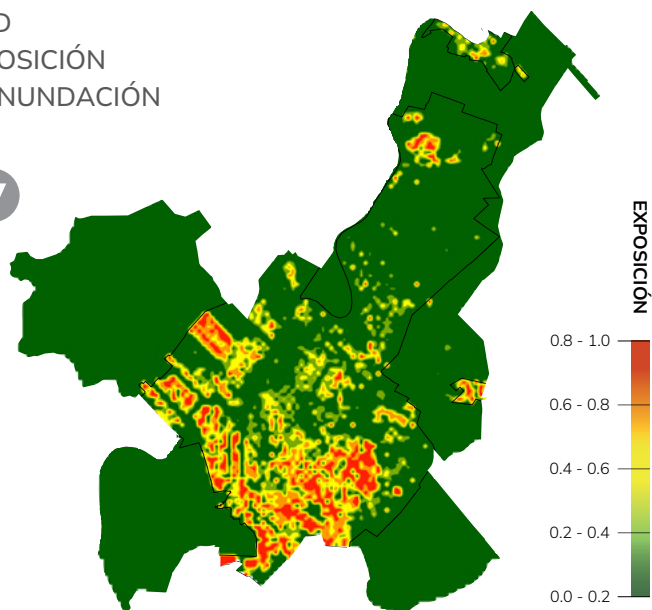 D
OSICIÓN
NUNDACIÓN
EXPOSICIÓN
0.8 - 1.0
0.6 - 0.8
0.4 - 0.6
0.2 - 0.4
0.0 - 0.2